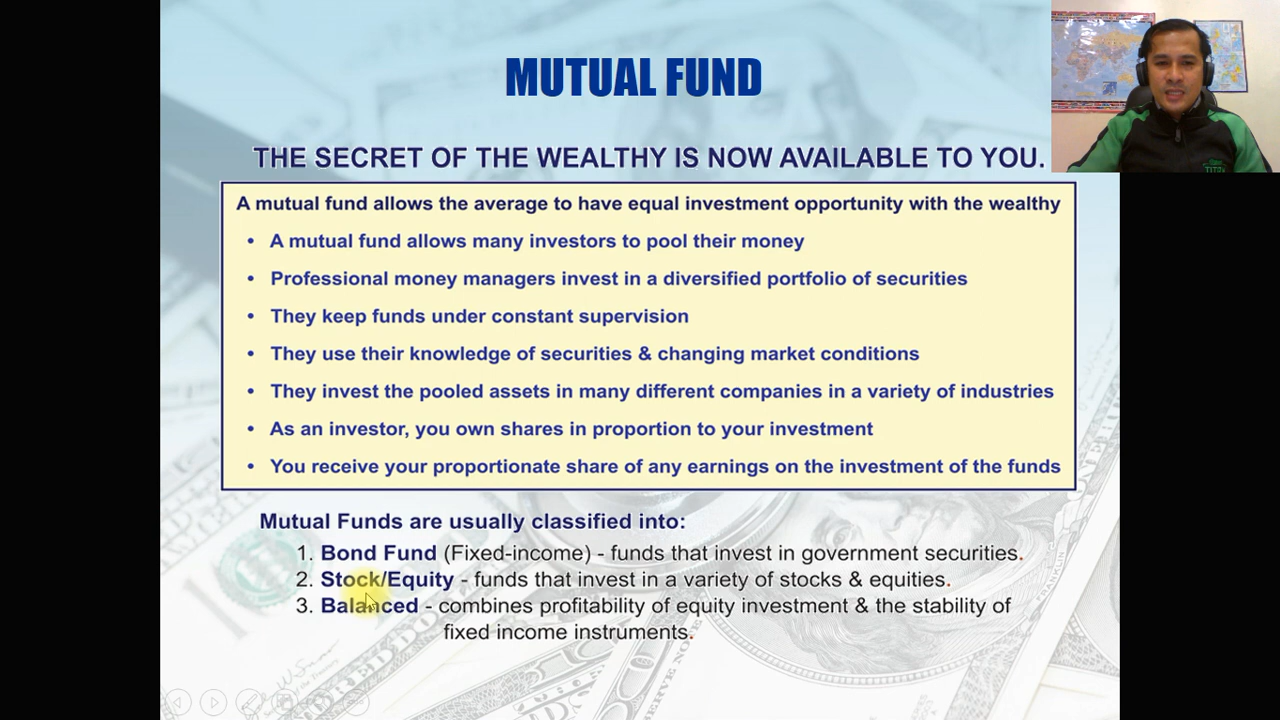 MUTUAL FUND
THE SECRET OF THE WEALTHY IS NOW AVAILABLE TO YOU.
A mutual fund allows the average to have equal investment opportunity with the wealthy
• A mutual fund allows many investors to pool their money
• Professional money managers invest in a diversified portfolio of securities
• They keep funds under constant supervision
• They use their knowledge of securities & changing market conditions
• They invest the pooled assets in many different companies in a variety of industries
• As an investor, you own shares in proportion to your investment
• You receive your proportionate share of any earnings on the investment of the funds
Mutual Funds are usually classified into:
1. Bond Fund (Fixed-income) - funds that invest in government securities.
2. Stock/Equity - funds that invest in a variety of stocks & equities.
3. Balanced - combines profitability of equity investment & the stability of
fixed income instruments.